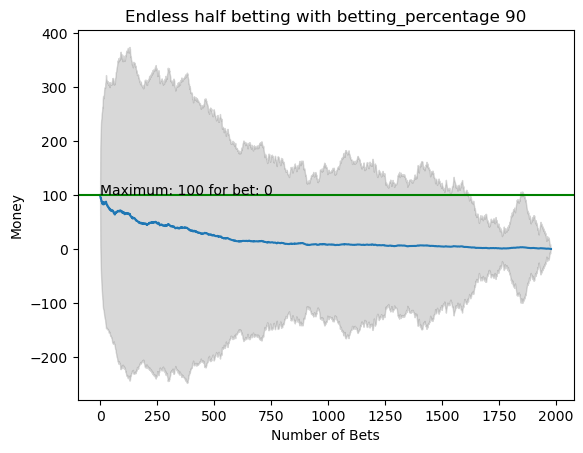 Endless half betting with betting_percentage 90
400
300
200
Maximum: 100 for bet: 0
100
0
−100
−200
Money
0 250 500 750 1000 1250 1500 1750 2000
Number of Bets